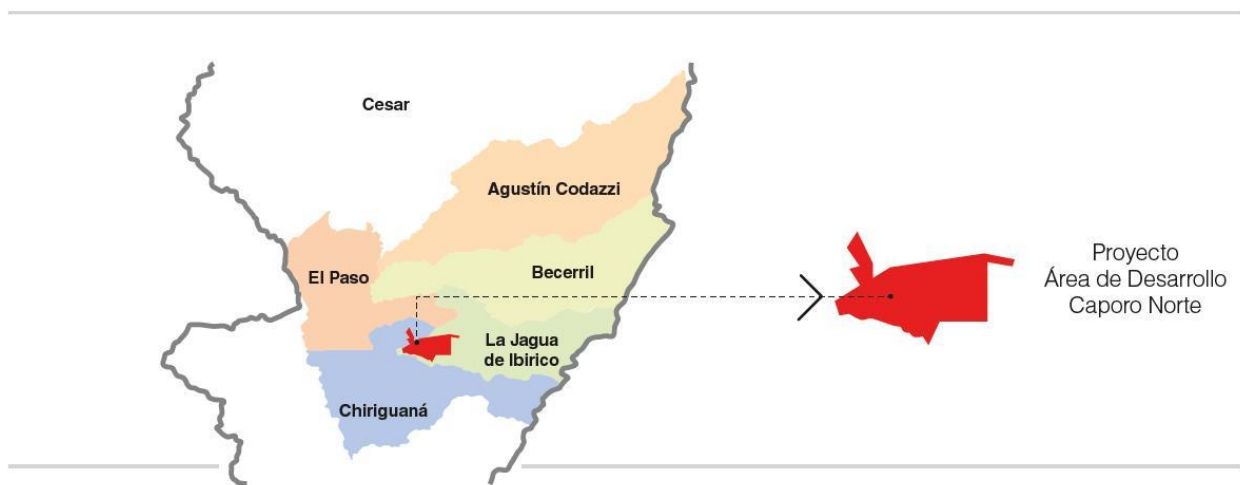 Cesar
Agustín Codazzi
El Paso
Becerril
La Jagua
de Ibirico
Chiriguaná
Proyecto
Área de Desarrollo
Caporo Norte